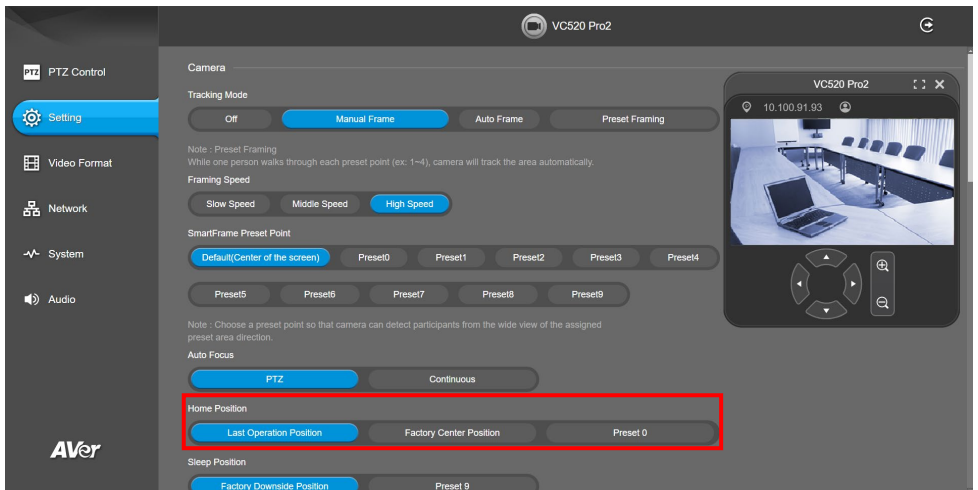 VC520 Pro2
PTZ PTZ Control
Setting
Video Format
Network
System
Audio
AVer
Camera
Tracking Mode
Off Manual Frame Auto Frame Preset Framing
Note : Preset Framing
While one person walks through each preset point (ex: 1~4), camera will track the area automatically.
Framing Speed
Slow Speed Middle Speed High Speed
SmartFrame Preset Point
Default(Center of the screen) Preset0 Preset1 Preset2 Preset3 Preset4
Preset5 Preset6 Preset7 Preset8 Preset9
Note : Choose a preset point so that camera can detect participants from the wide view of the assigned
preset area direction.
Auto Focus
PTZ Continuous
Home Position
Last Operation Position Factory Center Position Preset 0
Sleep Position
Factory Downside Position Preset 9
VC520 Pro2
10.100.91.93